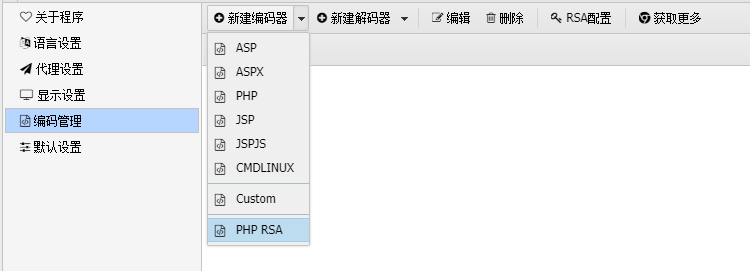 关于程序
语言设置
代理设置
显示设置
编码管理
默认设置
新建编码器 新建解码器 编辑 删除 RSA配置 获取更多
ASP
ASPX
PHP
JSP
JSPJS
CMDLINUX
Custom
PHP RSA